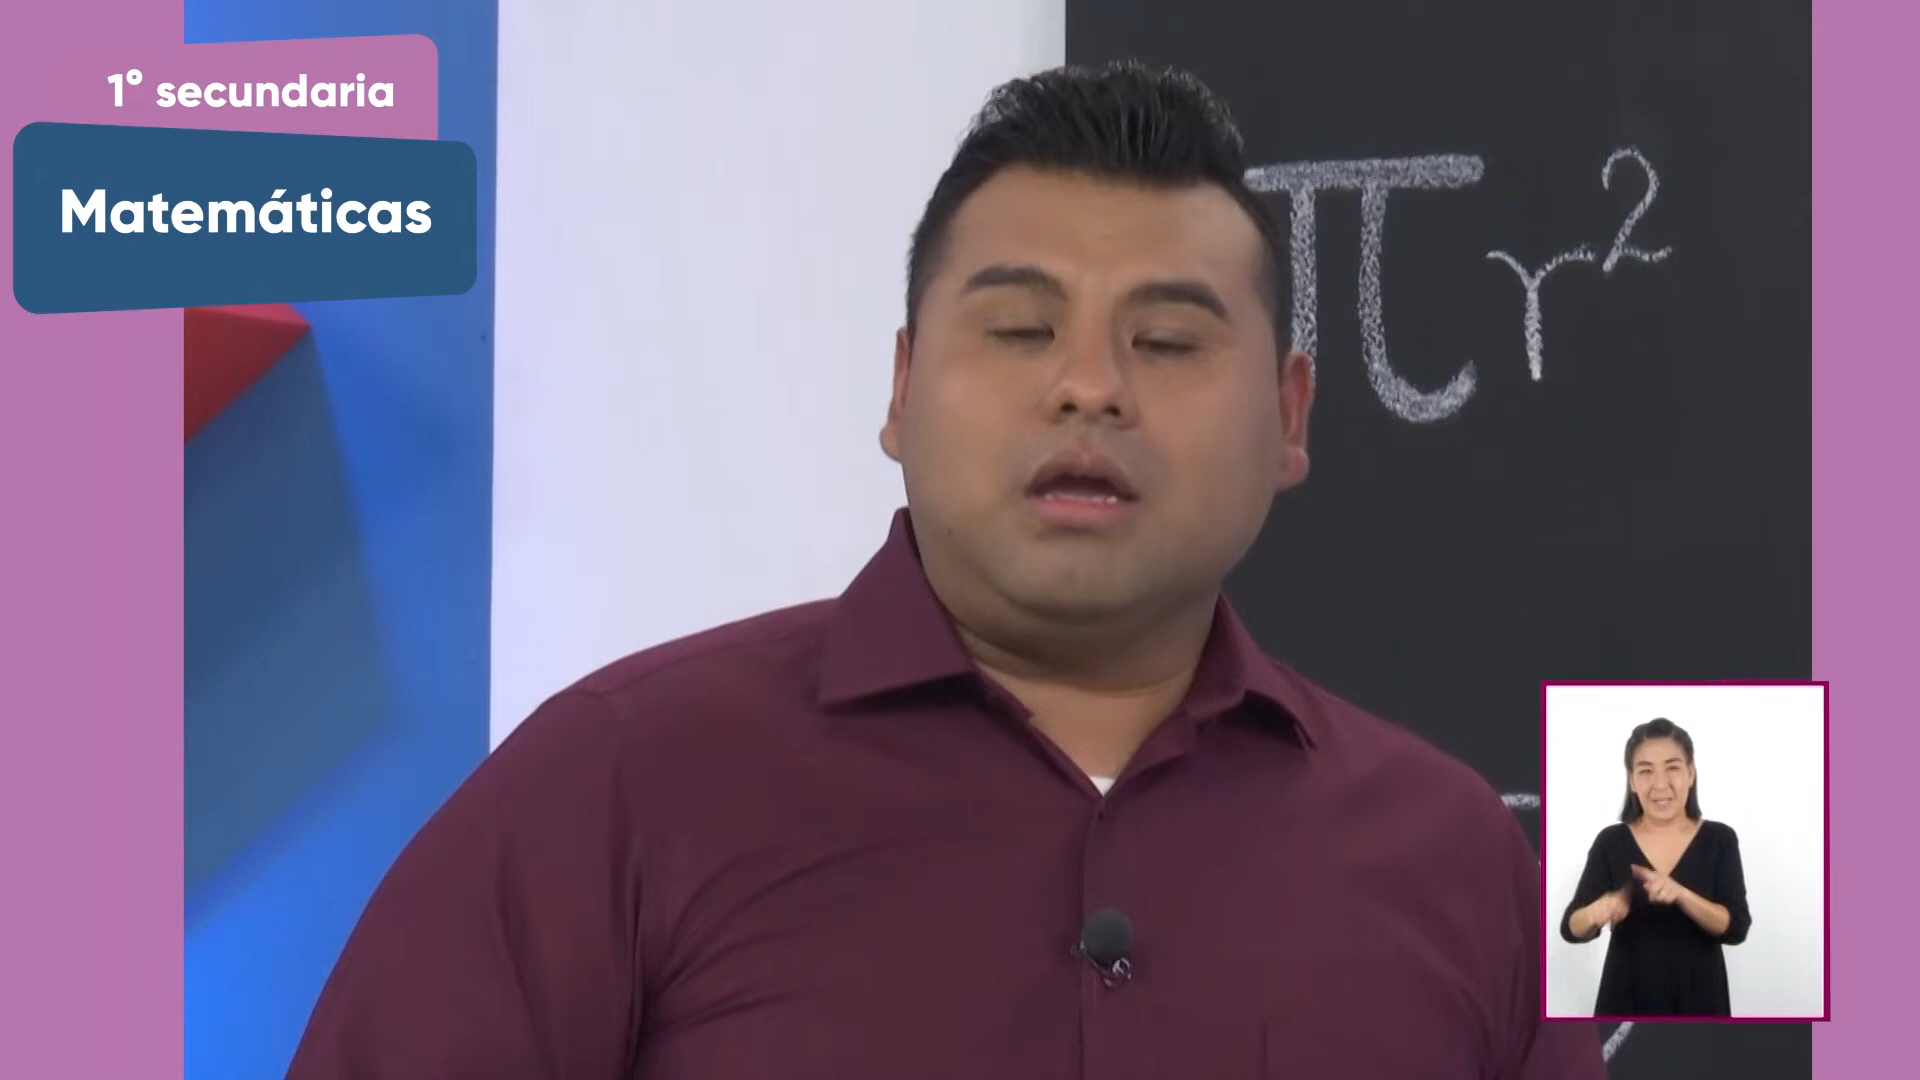 1° secundaria
Matemáticas
πr²